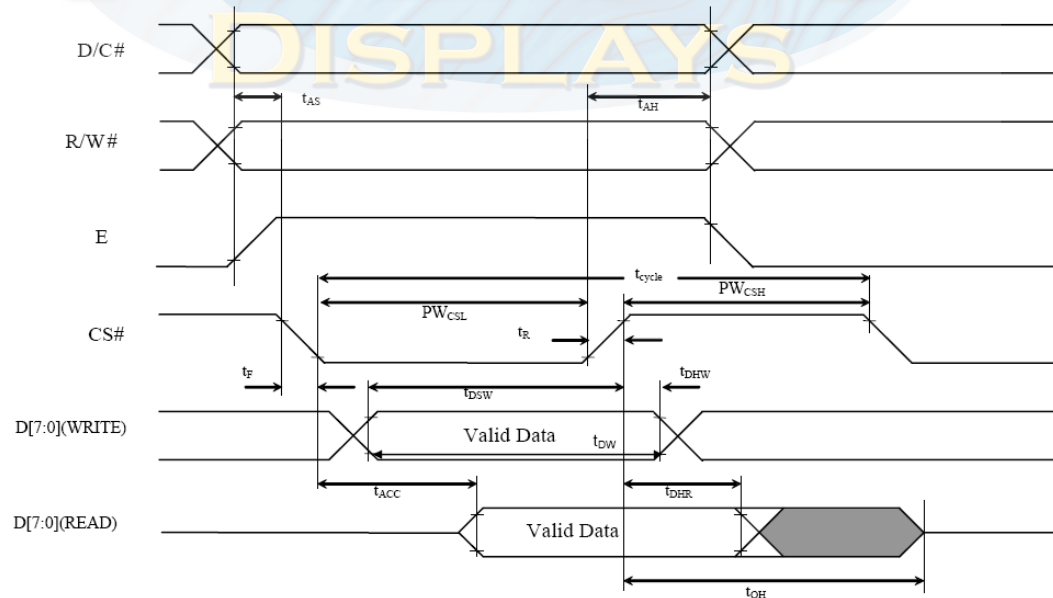 D/C#
DISPLAYS
tAS
tAH
R/W#
E
tcycle
PWCSL
PWCSH
CS#
tR
tF
tDSW
tDHW
D[7:0](WRITE)
Valid Data
tDW
tACC
tDHR
D[7:0](READ)
Valid Data
tOH